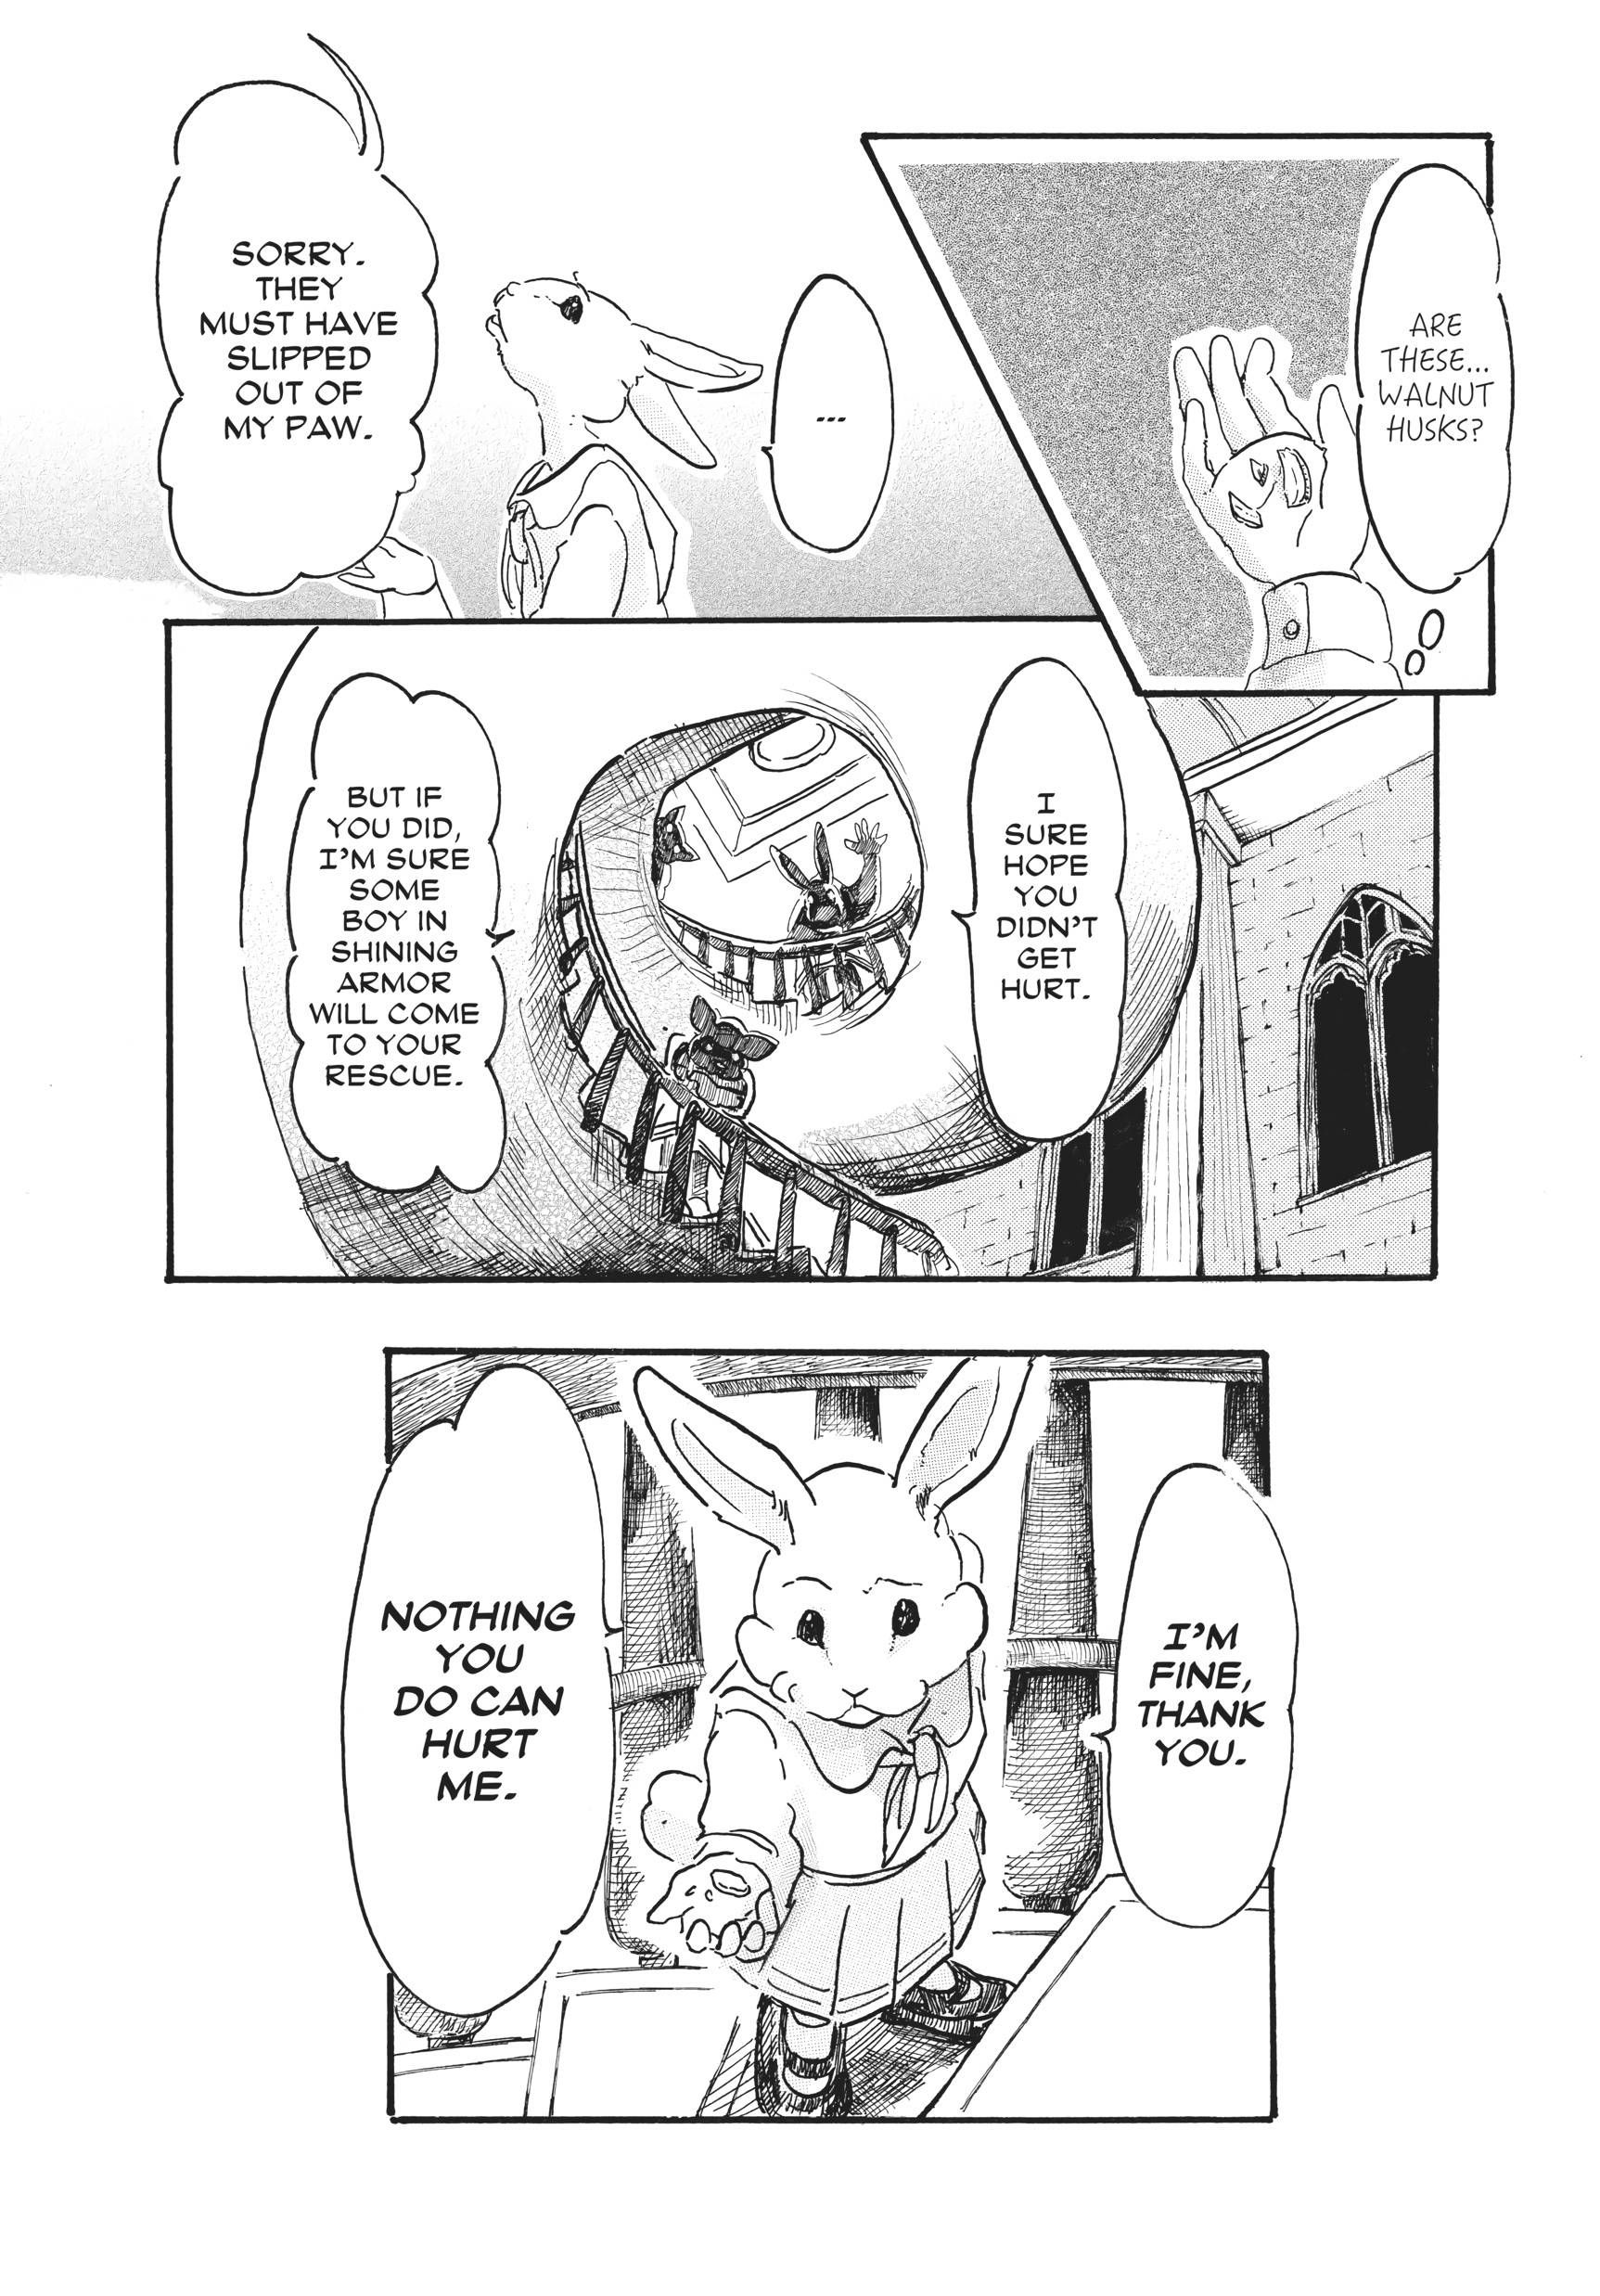 ARE
THESE...
WALNUT
HUSKS?
...
SORRY.
THEY
MUST HAVE
SLIPPED
OUT OF
MY PAW.
I
SURE
HOPE
YOU
DIDN'T
GET
HURT.
BUT IF
YOU DID,
I'M SURE
SOME
BOY IN
SHINING
ARMOR
WILL COME
TO YOUR
RESCUE.
I'M
FINE,
THANK
YOU.
NOTHING
YOU
DO CAN
HURT
ME.